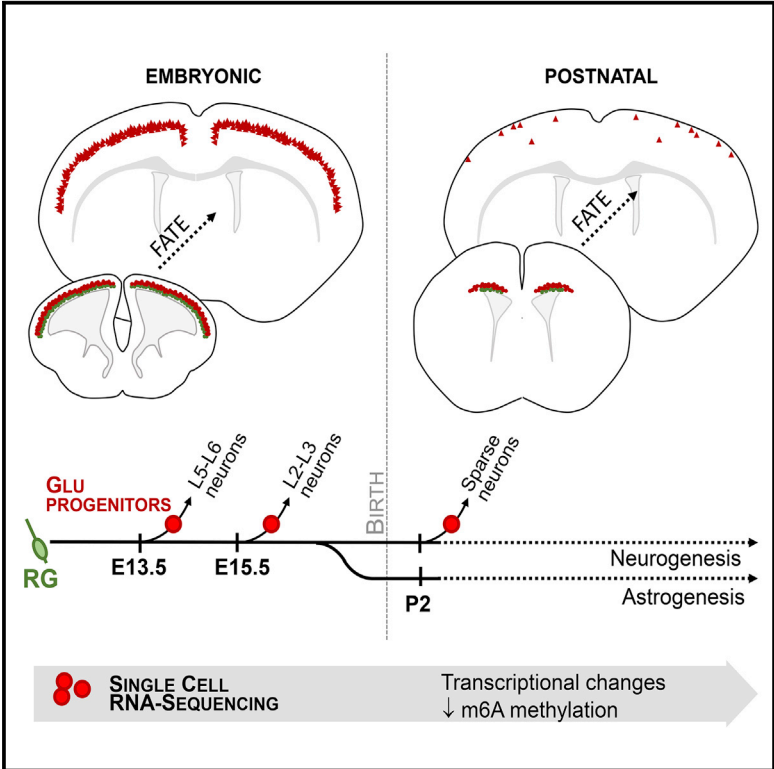 EMBRYONIC
POSTNATAL
FATE
FATE
L5-L6
neurons
L2-L3
neurons
Sparse
neurons
GLU
PROGENITORS
BIRTH
RG
E13.5
E15.5
P2
Neurogenesis
Astrogenesis
SINGLE CELL
RNA-SEQUENCING
Transcriptional changes
↓ m6A methylation